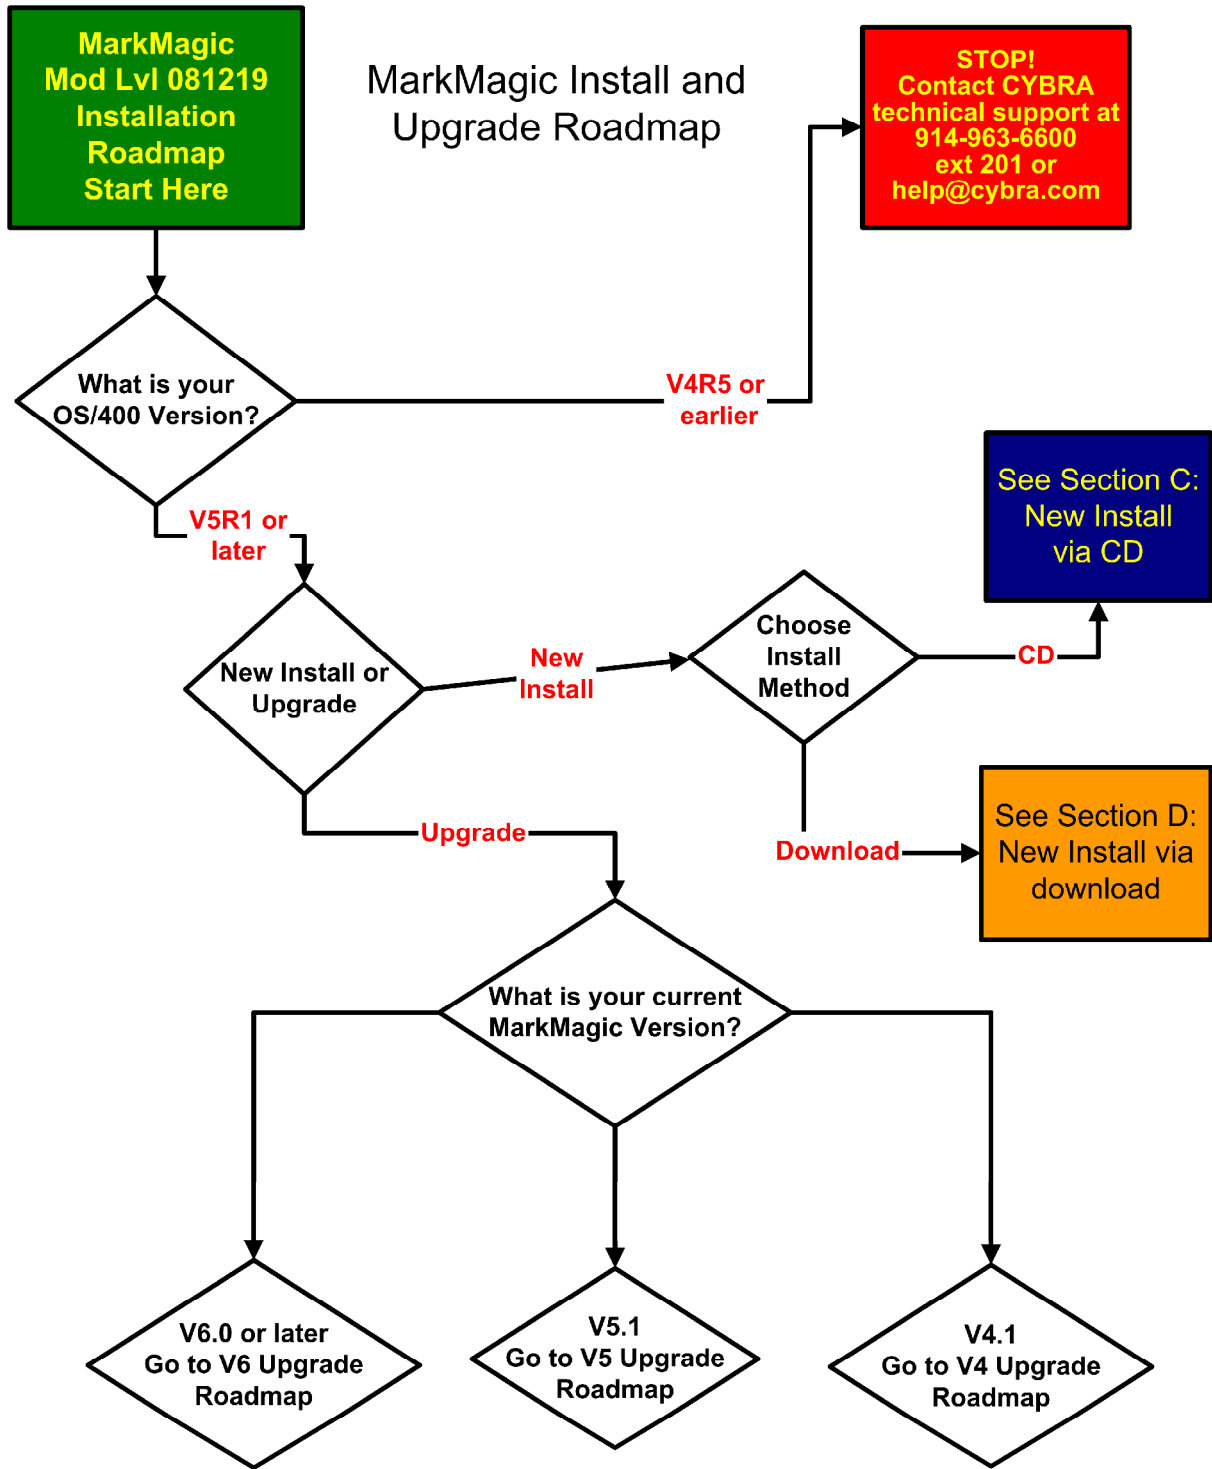 MarkMagic
Mod Lvl 081219
Installation
Roadmap
Start Here
MarkMagic Install and
Upgrade Roadmap
STOP!
Contact CYBRA
technical support at
914-963-6600
ext 201 or
help@cybra.com
What is your
OS/400 Version?
V4R5 or
earlier
V5R1 or
later
See Section C:
New Install
via CD
New Install or
Upgrade
New
Install
Choose
Install
Method
CD
Upgrade
Download
See Section D:
New Install via
download
What is your current
MarkMagic Version?
V6.0 or later
Go to V6 Upgrade
Roadmap
V5.1
Go to V5 Upgrade
Roadmap
V4.1
Go to V4 Upgrade
Roadmap